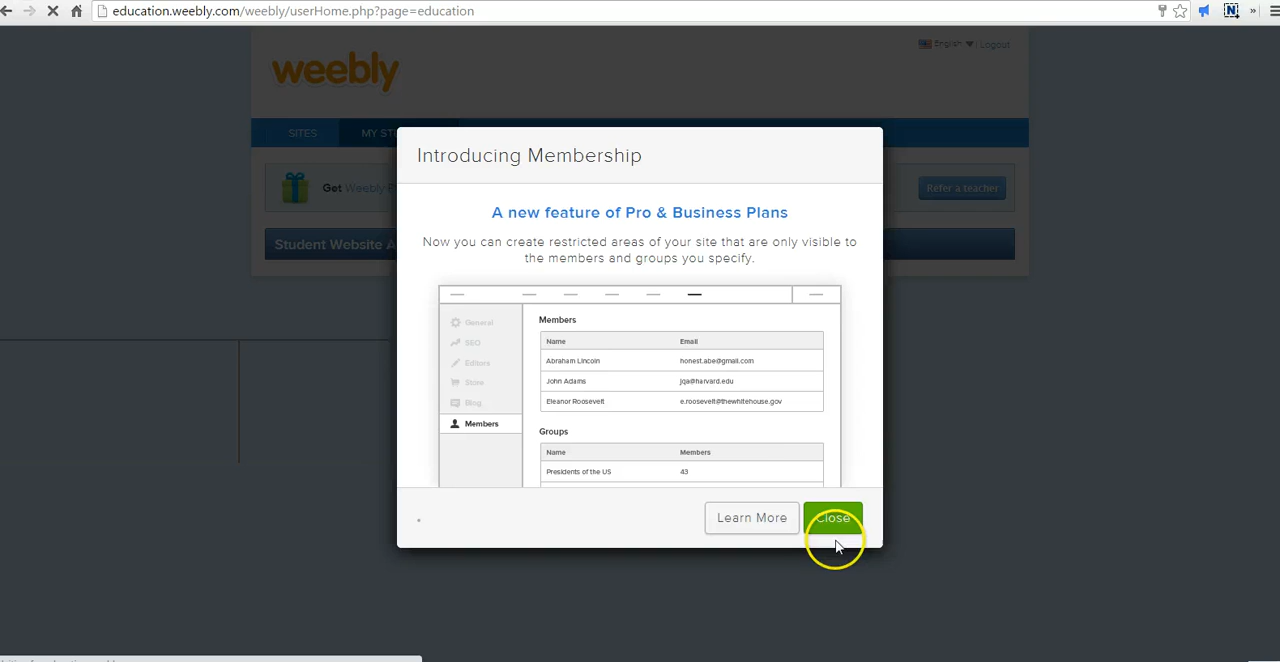 education.weebly.com/weebly/userHome.php?page=education
N
»
English | Logout
weebly
SITES
MY
Get Weebly
Refer a teacher
Student Website
Introducing Membership
A new feature of Pro & Business Plans
Now you can create restricted areas of your site that are only visible to
the members and groups you specify.
General
SEO
Editors
Store
Blog
Members
Members
Name Email
Abraham Lincoln honest.abe@gmail.com
John Adams jqa@harvard.edu
Eleanor Roosevelt e.roosevelt@thewhitehouse.gov
Groups
Name Members
Presidents of the US 43
Learn More
Close